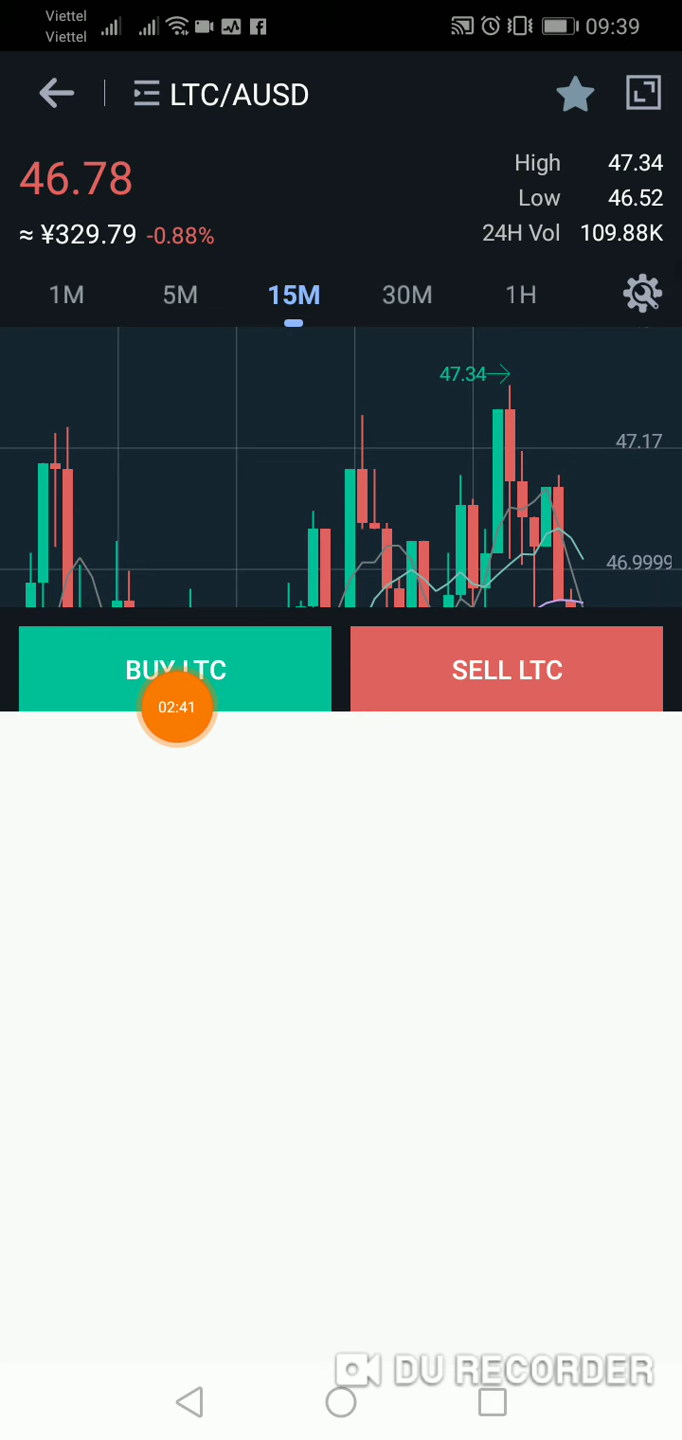 Viettel
Viettel
09:39
LTC/AUSD
46.78
High 47.34
Low 46.52
≈ ¥329.79 -0.88%
24H Vol 109.88K
1M 5M 15M 30M 1H
47.34
47.17
46.9999
BUY LTC
SELL LTC
02:41
DU RECORDER